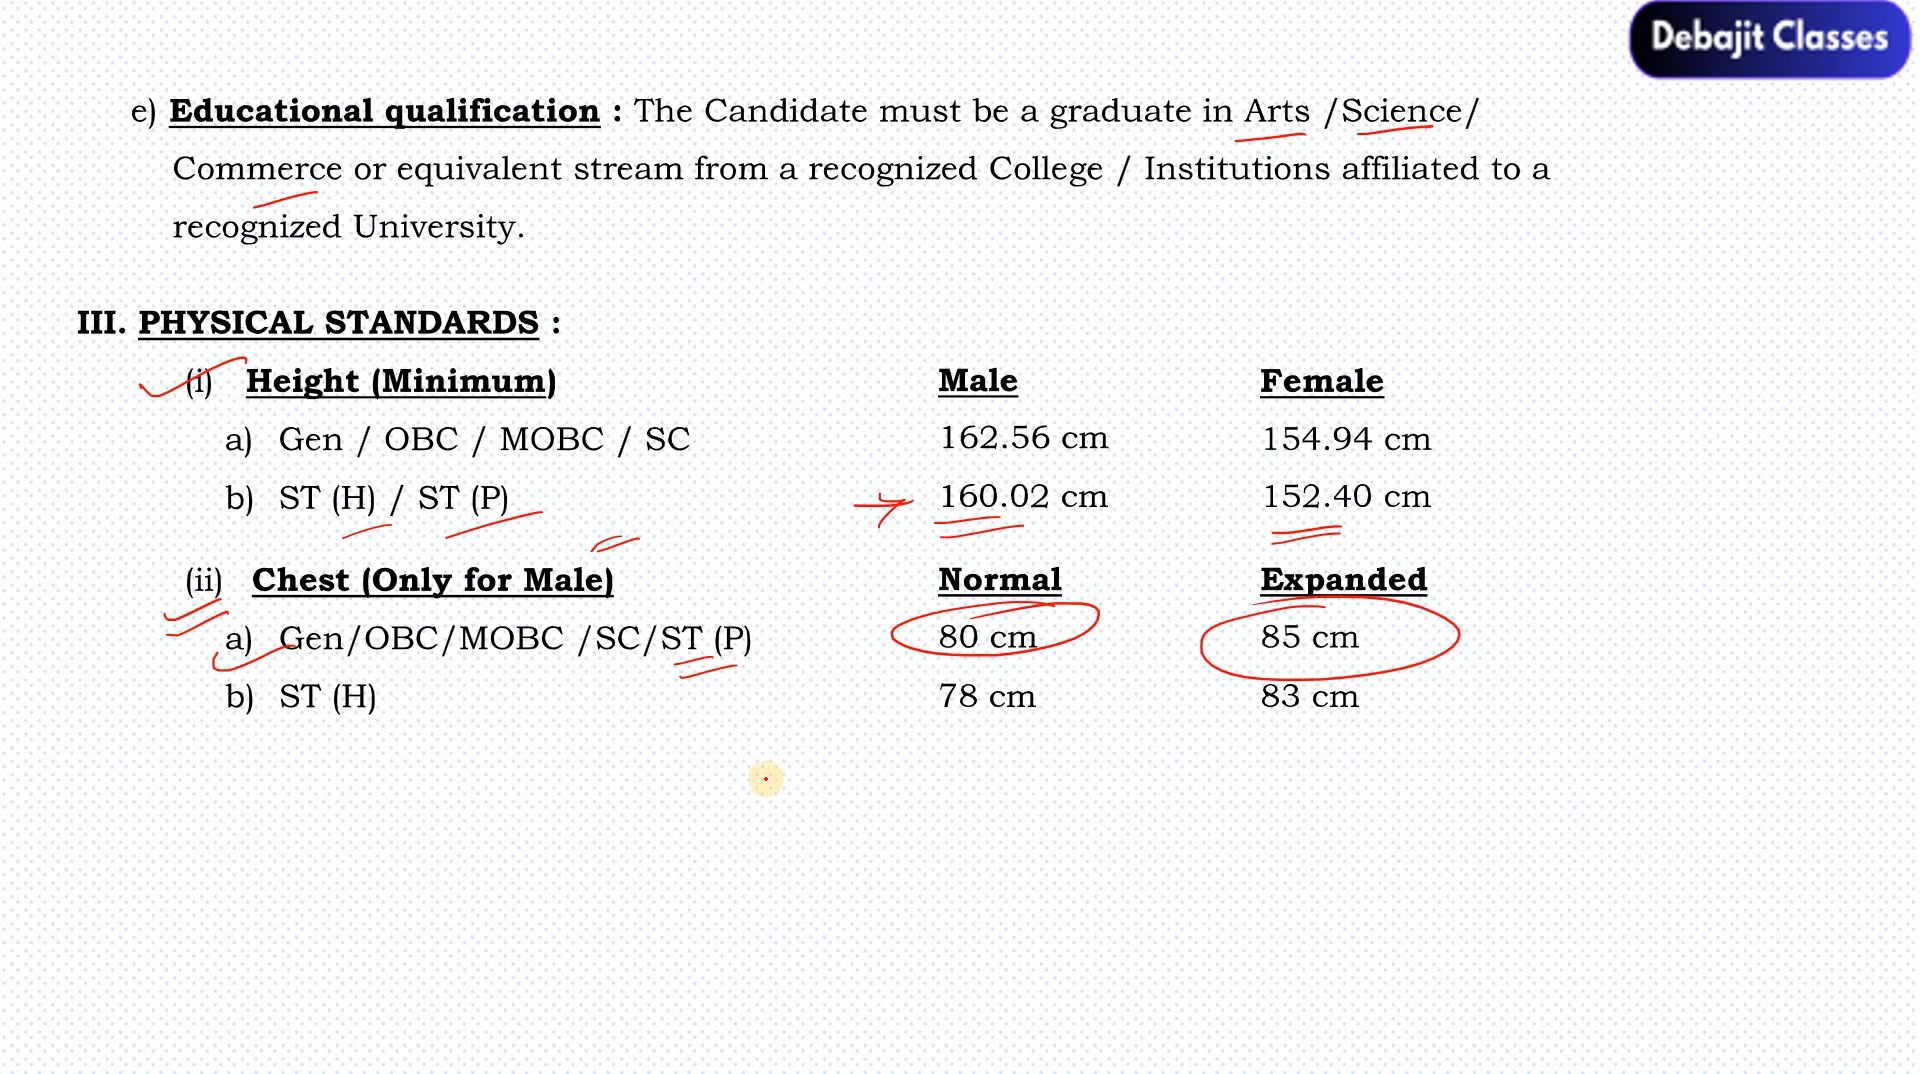 Debajit Classes
e) Educational qualification : The Candidate must be a graduate in Arts /Science/
Commerce or equivalent stream from a recognized College / Institutions affiliated to a
recognized University.
III. PHYSICAL STANDARDS :
(i) Height (Minimum) Male Female
a) Gen / OBC / MOBC / SC 162.56 cm 154.94 cm
b) ST (H) / ST (P) 160.02 cm 152.40 cm
(ii) Chest (Only for Male) Normal Expanded
a) Gen/OBC/MOBC /SC/ST (P) 80 cm 85 cm
b) ST (H) 78 cm 83 cm